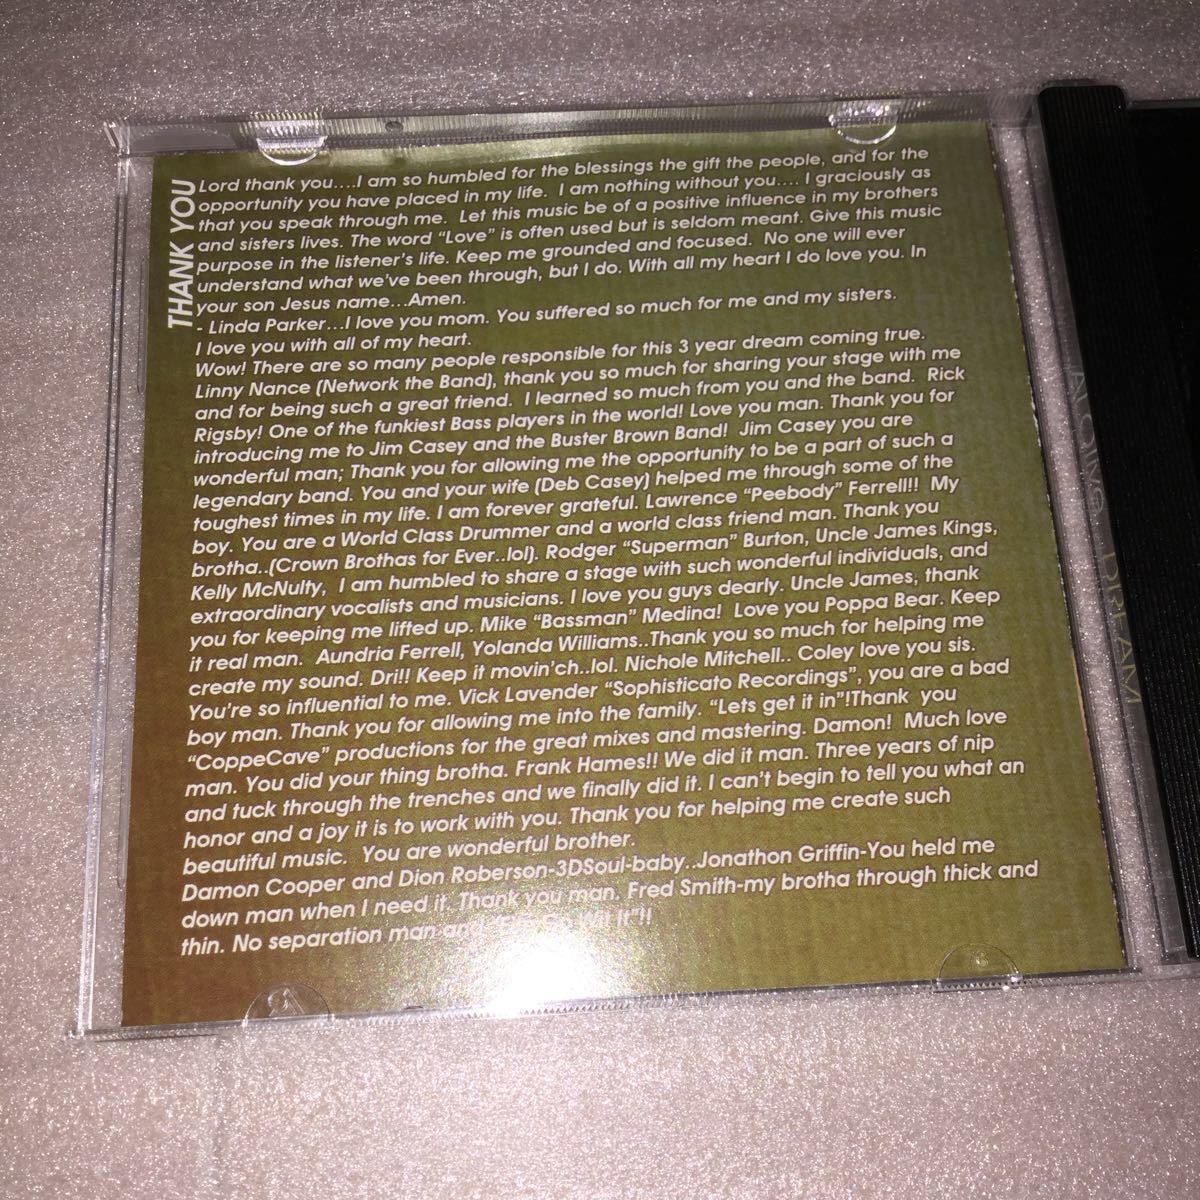 THANK YOU
Lord thank you....I am so humbled for the blessings the gift the people, and for the
opportunity you have placed in my life. I am nothing without you.... I graciously as
that you speak through me. Let this music be of a positive influence in my brothers
and sisters lives. The word "Love" is often used but is seldom meant. Give this music
purpose in the listener's life. Keep me grounded and focused. No one will ever
understand what we've been through, but I do. With all my heart I do love you. In
your son Jesus name...Amen.
- Linda Parker...I love you mom. You suffered so much for me and my sisters.
I love you with all of my heart.
Wow! There are so many people responsible for this 3 year dream coming true.
Linny Nance (Network the Band), thank you so much for sharing your stage with me
and for being such a great friend. I learned so much from you and the band. Rick
Rigsby! One of the funkiest Bass players in the world! Love you man. Thank you for
introducing me to Jim Casey and the Buster Brown Band! Jim Casey you are
wonderful man; Thank you for allowing me the opportunity to be a part of such a
legendary band. You and your wife (Deb Casey) helped me through some of the
toughest times in my life. I am forever grateful. Lawrence "Peebody" Ferrell!! My
boy. You are a World Class Drummer and a world class friend man. Thank you
brotha..(Crown Brothas for Ever..lol). Rodger "Superman" Burton, Uncle James Kings,
Kelly McNulty, I am humbled to share a stage with such wonderful individuals, and
extraordinary vocalists and musicians. I love you guys dearly. Uncle James, thank
you for keeping me lifted up. Mike "Bassman" Medina! Love you Poppa Bear. Keep
it real man. Aundria Ferrell, Yolanda Williams..Thank you so much for helping me
create my sound. Dri!! Keep it movin'ch..lol. Nichole Mitchell.. Coley love you sis.
You're so influential to me. Vick Lavender "Sophisticato Recordings", you are a bad
boy man. Thank you for allowing me into the family. "Lets get it in"!Thank you
"CoppeCave" productions for the great mixes and mastering. Damon! Much love
man. You did your thing brotha. Frank Hames!! We did it man. Three years of nip
and tuck through the trenches and we finally did it. I can't begin to tell you what an
honor and a joy it is to work with you. Thank you for helping me create such
beautiful music. You are wonderful brother.
Damon Cooper and Dion Roberson-3DSoul-baby..Jonathon Griffin-You held me
down man when I need it. Thank you man. Fred Smith-my brotha through thick and
thin. No separation man and Wit It"!!